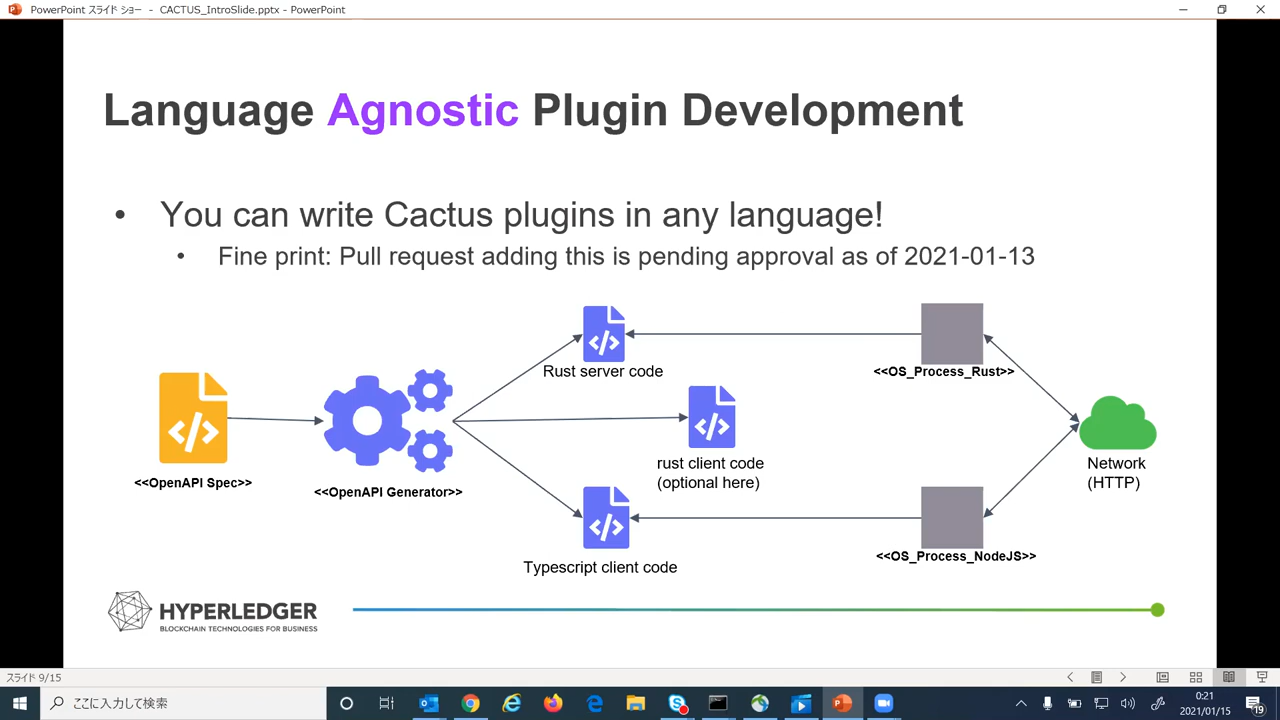 PowerPoint スライド ショー - CACTUS_IntroSlide.pptx - PowerPoint
Language Agnostic Plugin Development
• You can write Cactus plugins in any language!
• Fine print: Pull request adding this is pending approval as of 2021-01-13
Rust server code
<<OS_Process_Rust>>
<<OpenAPI Spec>>
<<OpenAPI Generator>>
rust client code
(optional here)
Network
(HTTP)
Typescript client code
<<OS_Process_NodeJS>>
HYPERLEDGER
BLOCKCHAIN TECHNOLOGIES FOR BUSINESS
スライド 9/15
ここに入力して検索
0:21
2021/01/15
19